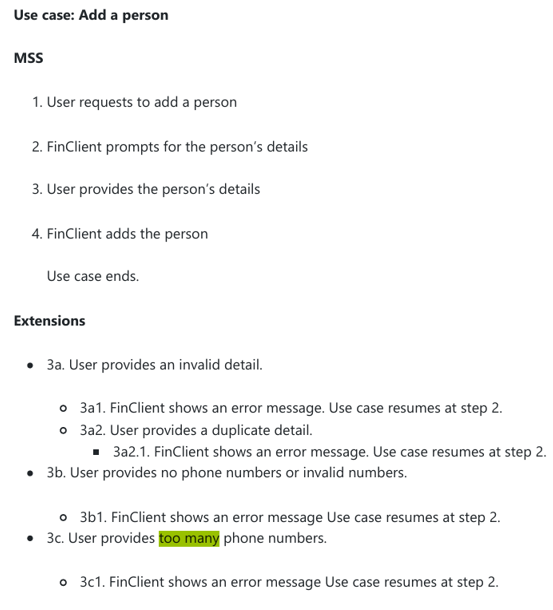 Use case: Add a person
MSS
1. User requests to add a person
2. FinClient prompts for the person’s details
3. User provides the person’s details
4. FinClient adds the person
Use case ends.
Extensions
● 3a. User provides an invalid detail.
○ 3a1. FinClient shows an error message. Use case resumes at step 2.
○ 3a2. User provides a duplicate detail.
■ 3a2.1. FinClient shows an error message. Use case resumes at step 2.
● 3b. User provides no phone numbers or invalid numbers.
○ 3b1. FinClient shows an error message Use case resumes at step 2.
● 3c. User provides too many phone numbers.
○ 3c1. FinClient shows an error message Use case resumes at step 2.